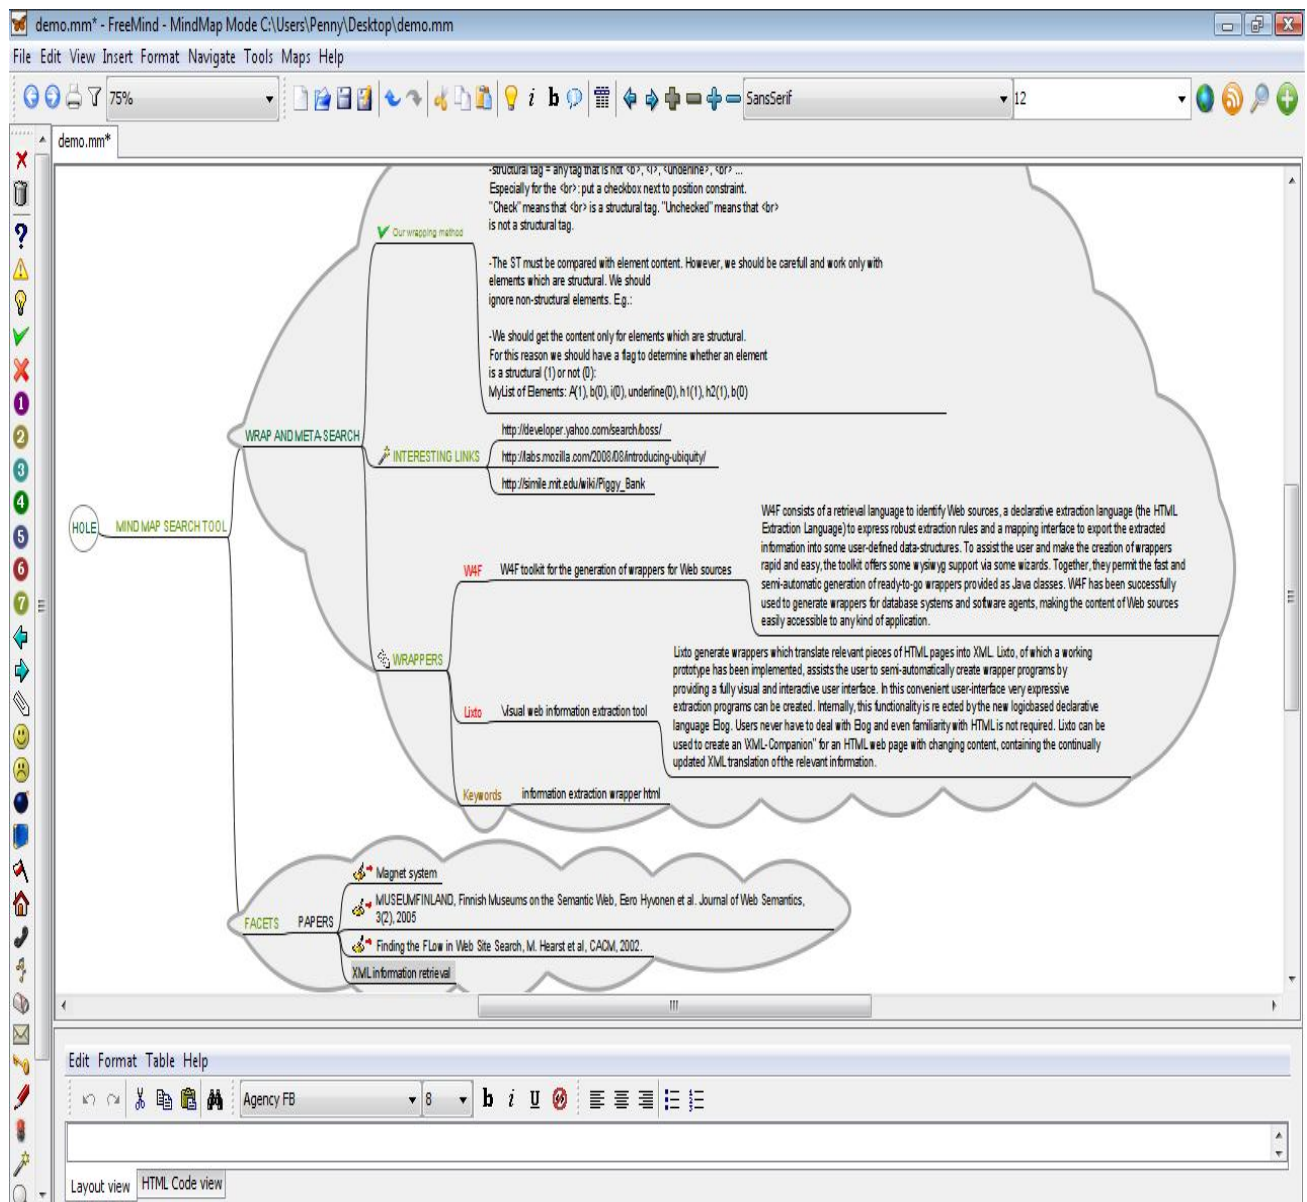 demo.mm* - FreeMind - MindMap Mode C:\Users\Penny\Desktop\demo.mm
File Edit View Insert Format Navigate Tools Maps Help
75%
i b
SansSerif
12
demo.mm*
-structural tag = any tag that is not <b>, <i>, <underline>, <br> ...
Especially for the <br>: put a checkbox next to position constraint.
"Check" means that <br> is a structural tag. "Unchecked" means that <br>
is not a structural tag.
Our wrapping method
-The ST must be compared with element content. However, we should be carefull and work only with
elements which are structural. We should
ignore non-structural elements. E.g.:
-We should get the content only for elements which are structural.
For this reason we should have a flag to determine whether an element
is a structural (1) or not (0):
MyList of Elements: A(1), b(0), i(0), underline(0), h1(1), h2(1), b(0)
WRAP AND META-SEARCH
INTERESTING LINKS
http://developer.yahoo.com/search/boss/
http://labs.mozilla.com/2008/08/introducing-ubiquity/
http://simile.mit.edu/wiki/Piggy_Bank
HOLE
MIND MAP SEARCH TOOL
W4F
W4F toolkit for the generation of wrappers for Web sources
W4F consists of a retrieval language to identify Web sources, a declarative extraction language (the HTML
Extraction Language) to express robust extraction rules and a mapping interface to export the extracted
information into some user-defined data-structures. To assist the user and make the creation of wrappers
rapid and easy, the toolkit offers some wysiwyg support via some wizards. Together, they permit the fast and
semi-automatic generation of ready-to-go wrappers provided as Java classes. W4F has been successfully
used to generate wrappers for database systems and software agents, making the content of Web sources
easily accessible to any kind of application.
WRAPPERS
Lixto
Visual web information extraction tool
Lixto generate wrappers which translate relevant pieces of HTML pages into XML. Lixto, of which a working
prototype has been implemented, assists the user to semi-automatically create wrapper programs by
providing a fully visual and interactive user interface. In this convenient user-interface very expressive
extraction programs can be created. Internally, this functionality is re ected by the new logicbased declarative
language Elog. Users never have to deal with Elog and even familiarity with HTML is not required. Lixto can be
used to create an \XML-Companion" for an HTML web page with changing content, containing the continually
updated XML translation of the relevant information.
Keywords
information extraction wrapper html
FACETS
PAPERS
Magnet system
MUSEUMFINLAND, Finnish Museums on the Semantic Web, Eero Hyvonen et al. Journal of Web Semantics,
3(2), 2005
Finding the FLow in Web Site Search, M. Hearst et al, CACM, 2002.
XML information retrieval
1
2
3
4
5
6
7
Edit Format Table Help
Agency FB
8
b i U
Layout view
HTML Code view